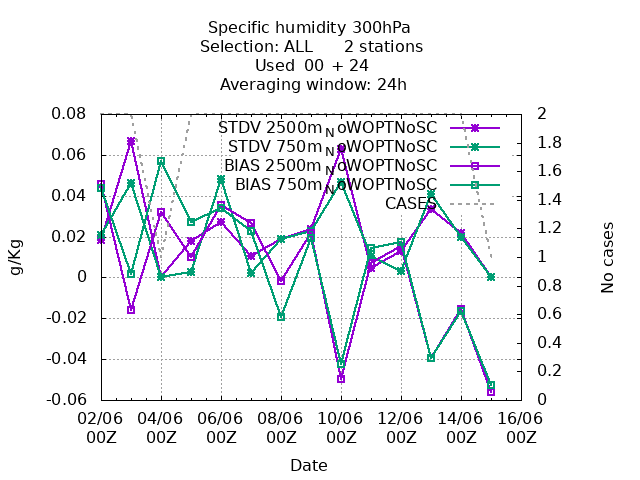 Specific humidity 300hPa
Selection: ALL 2 stations
Used 00 + 24
Averaging window: 24h
0.08
0.06
0.04
0.02
0
-0.02
-0.04
-0.06
g/Kg
STDV 2500m_NoWOPTNoSC
STDV 750m_NoWOPTNoSC
BIAS 2500m_NoWOPTNoSC
BIAS 750m_NoWOPTNoSC
CASES
2
1.8
1.6
1.4
1.2
1
0.8
0.6
0.4
0.2
0
No cases
02/06 04/06 06/06 08/06 10/06 12/06 14/06 16/06
00Z 00Z 00Z 00Z 00Z 00Z 00Z 00Z
Date